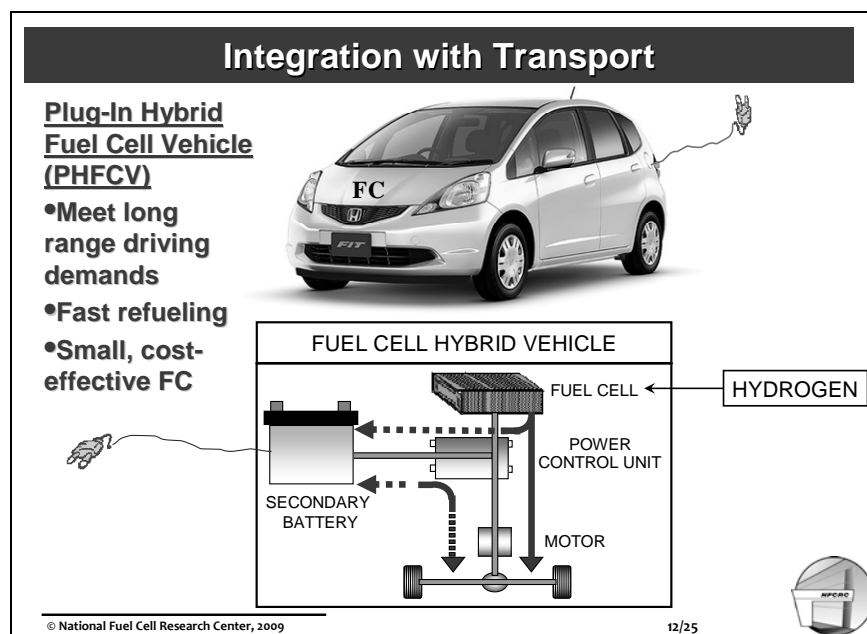 Integration with Transport
Plug-In Hybrid
Fuel Cell Vehicle
(PHFCV)
•Meet long
range driving
demands
•Fast refueling
•Small, cost-
effective FC
FC
FIT
FUEL CELL HYBRID VEHICLE
FUEL CELL
HYDROGEN
POWER
CONTROL UNIT
SECONDARY
BATTERY
MOTOR
NFCRC
© National Fuel Cell Research Center, 2009
12/25